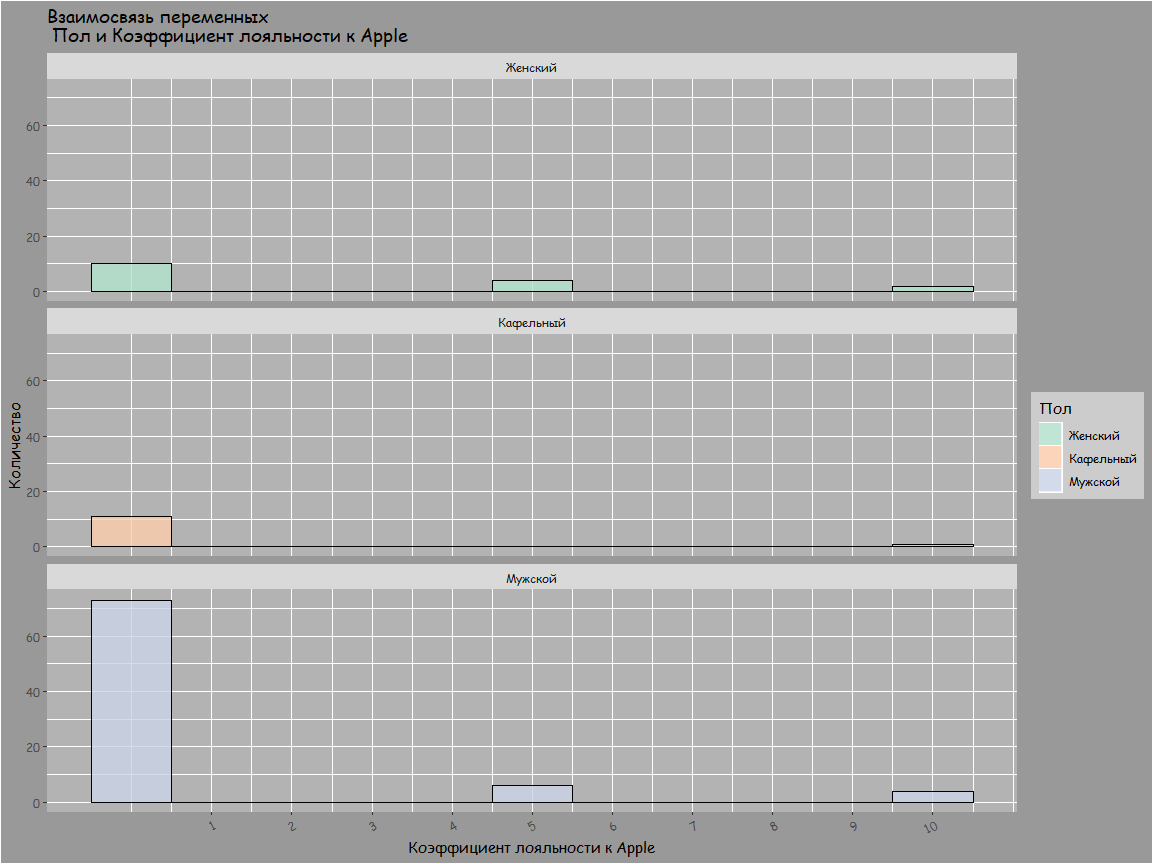 Взаимосвязь переменных
Пол и Коэффициент лояльности к Apple
Женский
60
40
20
0
Кафельный
60
40
20
0
Мужской
60
40
20
0
1 2 3 4 5 6 7 8 9 10
Коэффициент лояльности к Apple
Количество
Пол
Женский
Кафельный
Мужской